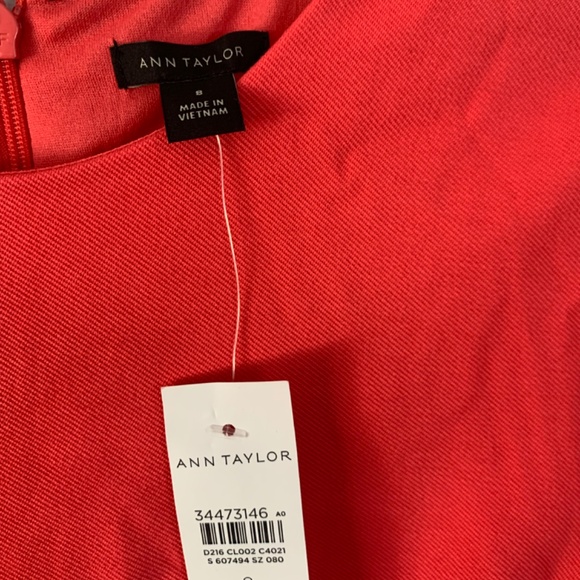 ANN TAYLOR
8
MADE IN
VIETNAM
ANN TAYLOR
34473146 A0
D216 CL002 C4021
S 607494 SZ 080